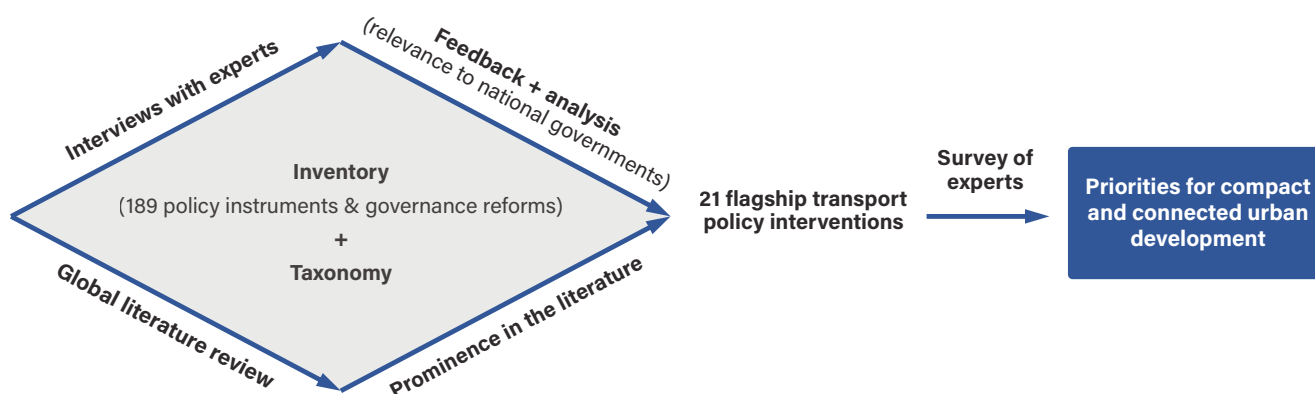 Interviews with experts
Feedback + analysis
(relevance to national governments)
Inventory
(189 policy instruments & governance reforms)
+
Taxonomy
Global literature review
Prominence in the literature
21 flagship transport
policy interventions
Survey of
experts
Priorities for compact
and connected urban
development